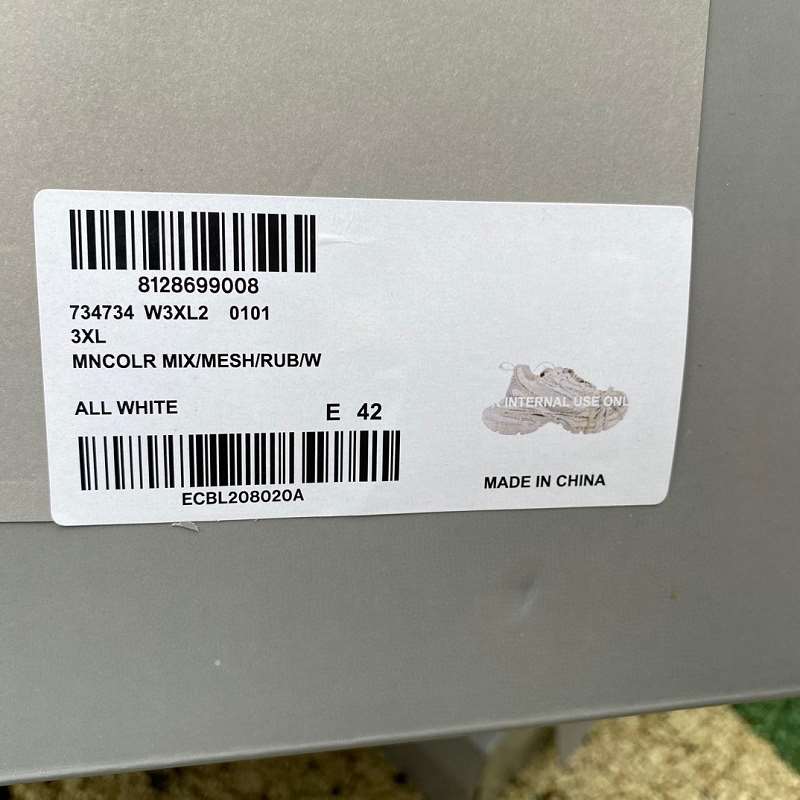 8128699008
734734 W3XL2 0101
3XL
MNCOLR MIX/MESH/RUB/W
INTERNAL USE ONL
ALL WHITE
E 42
ECBL208020A
MADE IN CHINA